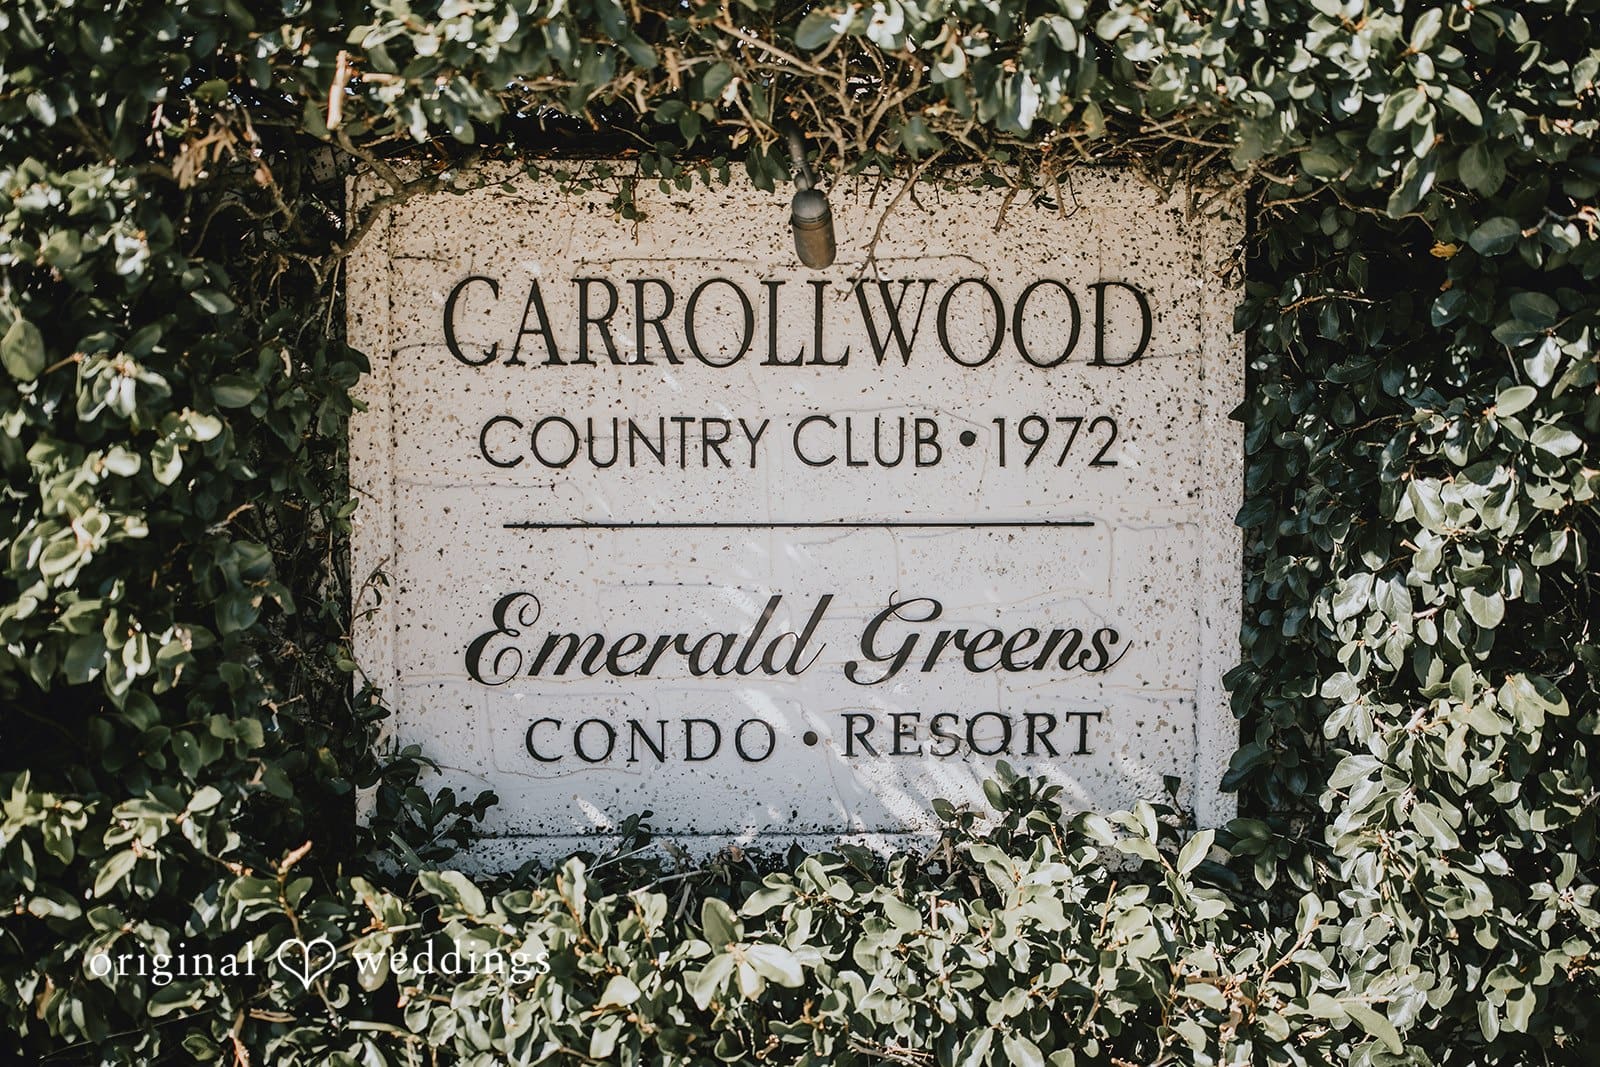 CARROLLWOOD
COUNTRY CLUB • 1972
Emerald Greens
CONDO • RESORT
original weddings